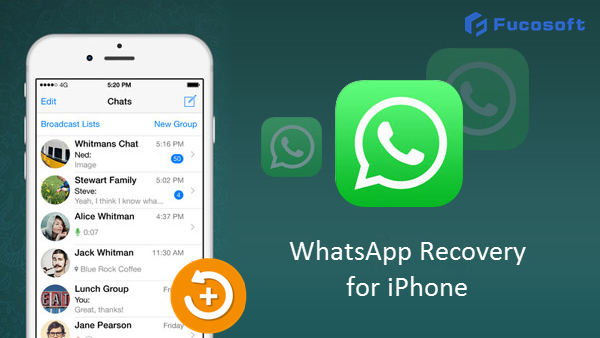 Fucosoft
4G
5:20 PM
Edit
Chats
Broadcast Lists
New Group
Whitmans Chat
5:16 PM
Ned:
50
Image
Stewart Family
5:02 PM
Steve:
4
Yeah, I think I know wha...
Alice Whitman
4:37 PM
0:07
Jack Whitman
11:30 AM
Blue Rock Coffee
Lunch Group
You:
Great, thanks!
Jane Pearson
Friday
WhatsApp Recovery
for iPhone